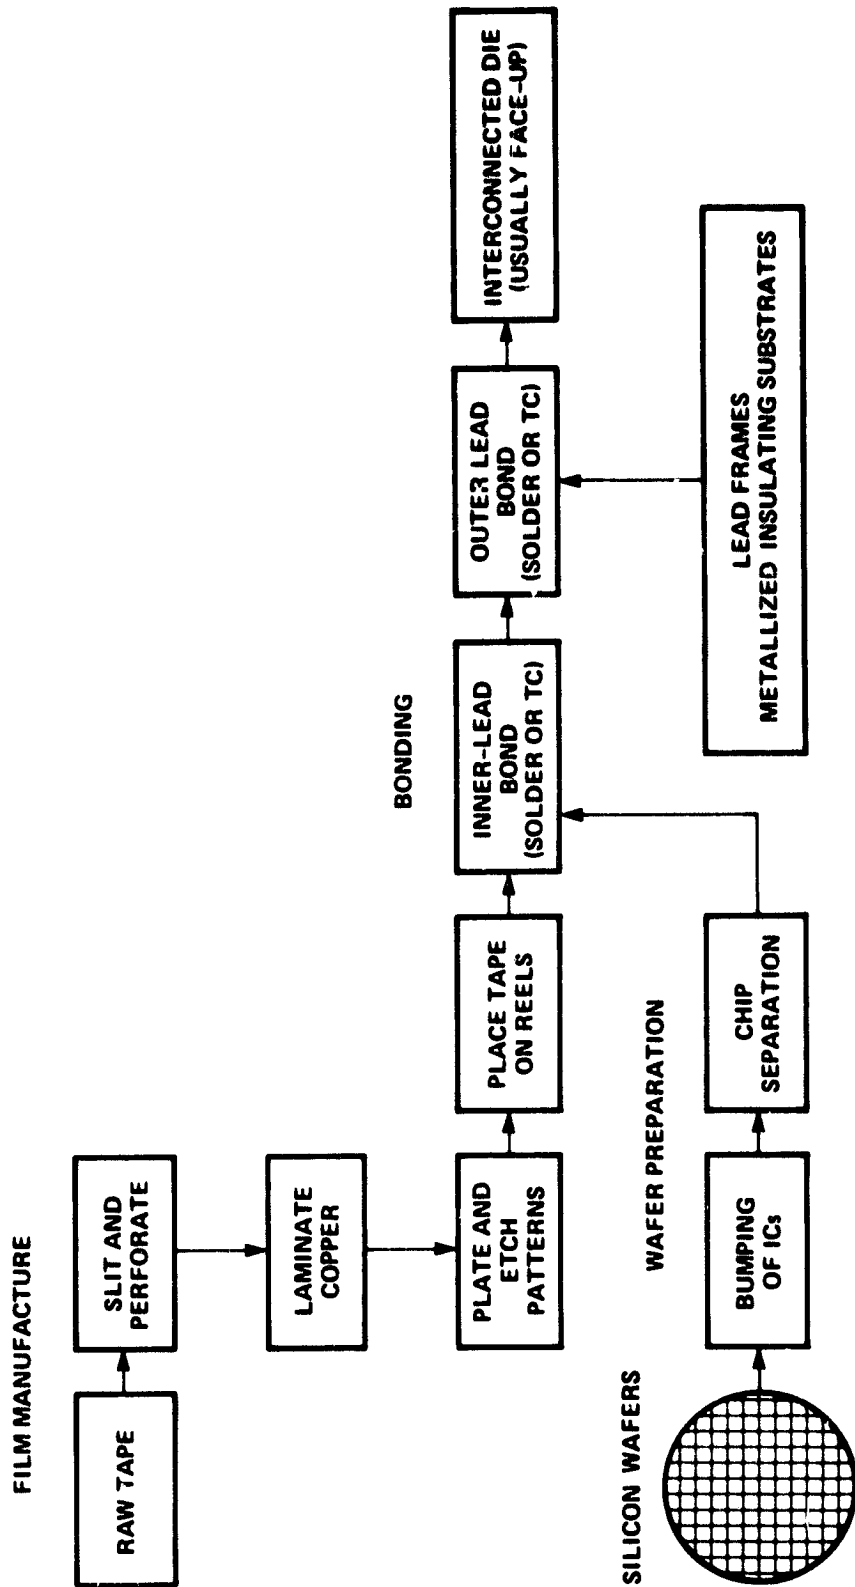 FILM MANUFACTURE
RAW TAPE
SLIT AND
PERFORATE
LAMINATE
COPPER
PLATE AND
ETCH
PATTERNS
PLACE TAPE
ON REELS
BONDING
INNER-LEAD
BOND
(SOLDER OR TC)
OUTER LEAD
BOND
(SOLDER OR TC)
INTERCONNECTED DIE
(USUALLY FACE-UP)
SILICON WAFERS
WAFER PREPARATION
BUMPING
OF ICs
CHIP
SEPARATION
LEAD FRAMES
METALLIZED INSULATING SUBSTRATES